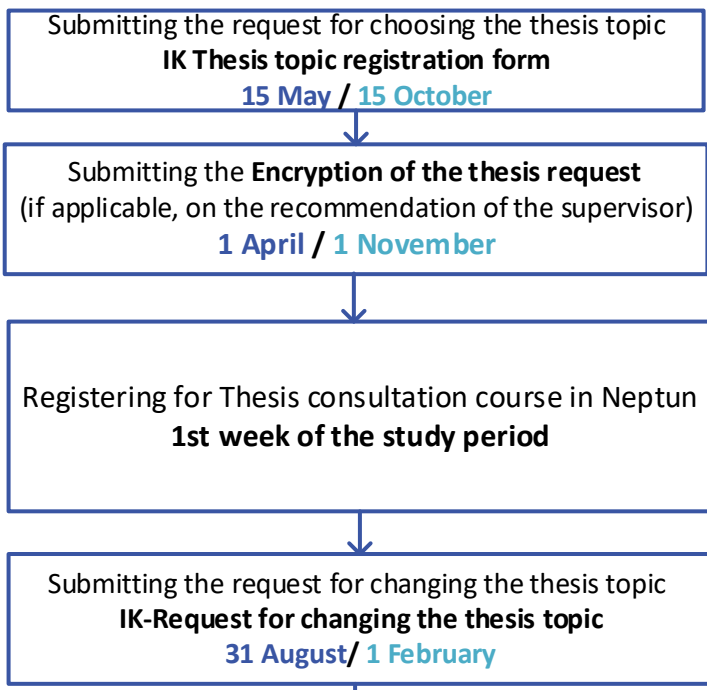 Submitting the request for choosing the thesis topic
IK Thesis topic registration form
15 May / 15 October
Submitting the Encryption of the thesis request
(if applicable, on the recommendation of the supervisor)
1 April / 1 November
Registering for Thesis consultation course in Neptun
1st week of the study period
Submitting the request for changing the thesis topic
IK-Request for changing the thesis topic
31 August/ 1 February